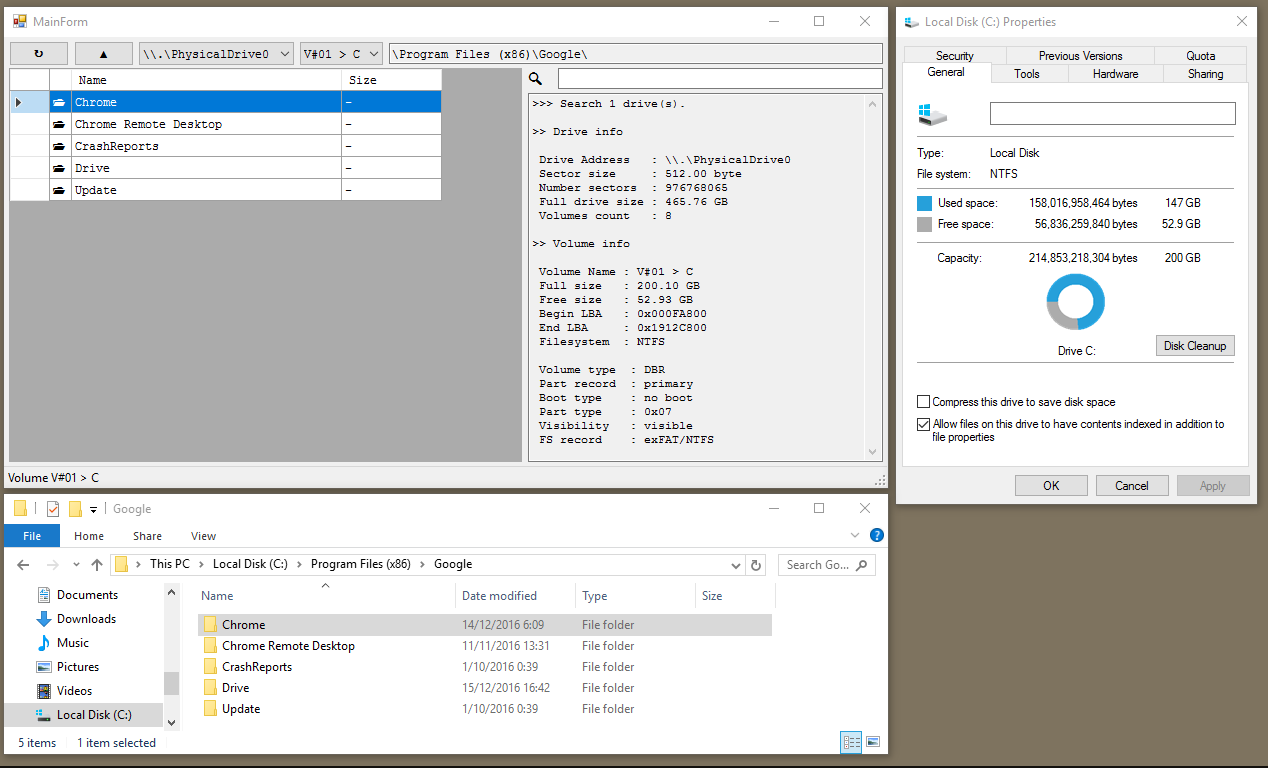 MainForm
↻ ▲ \\.\PhysicalDrive0 V#01 > C \Program Files (x86)\Google\
Name Size
Chrome –
Chrome Remote Desktop –
CrashReports –
Drive –
Update –
>>> Search 1 drive(s).
>> Drive info
Drive Address : \\.\PhysicalDrive0
Sector size : 512.00 byte
Number sectors : 976768065
Full drive size : 465.76 GB
Volumes count : 8
>> Volume info
Volume Name : V#01 > C
Full size : 200.10 GB
Free size : 52.93 GB
Begin LBA : 0x000FA800
End LBA : 0x1912C800
Filesystem : NTFS
Volume type : DBR
Part record : primary
Boot type : no boot
Part type : 0x07
Visibility : visible
FS record : exFAT/NTFS
Volume V#01 > C
Local Disk (C:) Properties
Security Previous Versions Quota
General Tools Hardware Sharing
Type: Local Disk
File system: NTFS
Used space: 158,016,958,464 bytes 147 GB
Free space: 56,836,259,840 bytes 52.9 GB
Capacity: 214,853,218,304 bytes 200 GB
Drive C:
Disk Cleanup
Compress this drive to save disk space
Allow files on this drive to have contents indexed in addition to
file properties
OK Cancel Apply
Google
File Home Share View
This PC > Local Disk (C:) > Program Files (x86) > Google
Search Go...
Documents
Downloads
Music
Pictures
Videos
Local Disk (C:)
Name Date modified Type Size
Chrome 14/12/2016 6:09 File folder
Chrome Remote Desktop 11/11/2016 13:31 File folder
CrashReports 1/10/2016 0:39 File folder
Drive 15/12/2016 16:42 File folder
Update 1/10/2016 0:39 File folder
5 items 1 item selected